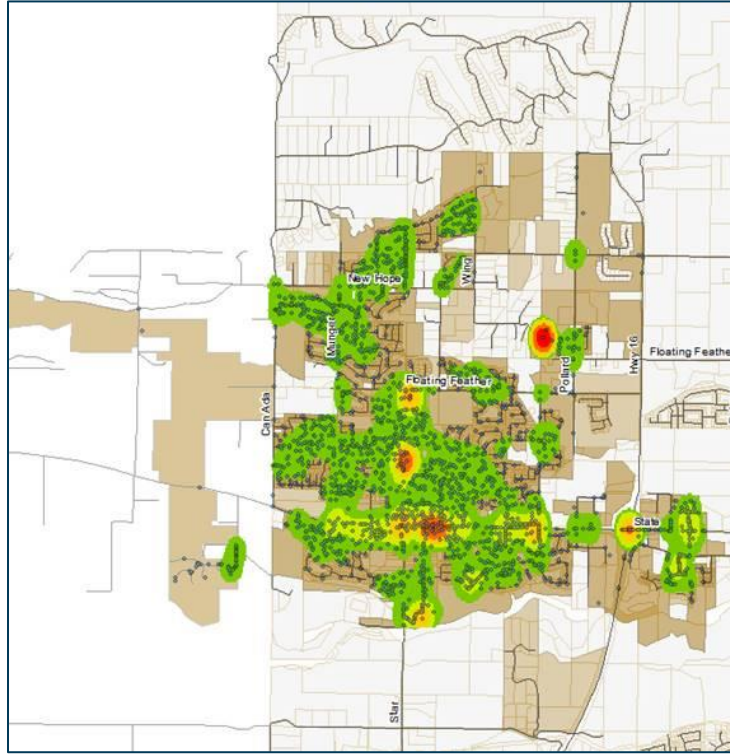 New Hope
Wing
Munger
Floating Feathe
Floating Feather
Pollard
Hwy 16
Can Ada
State
Star